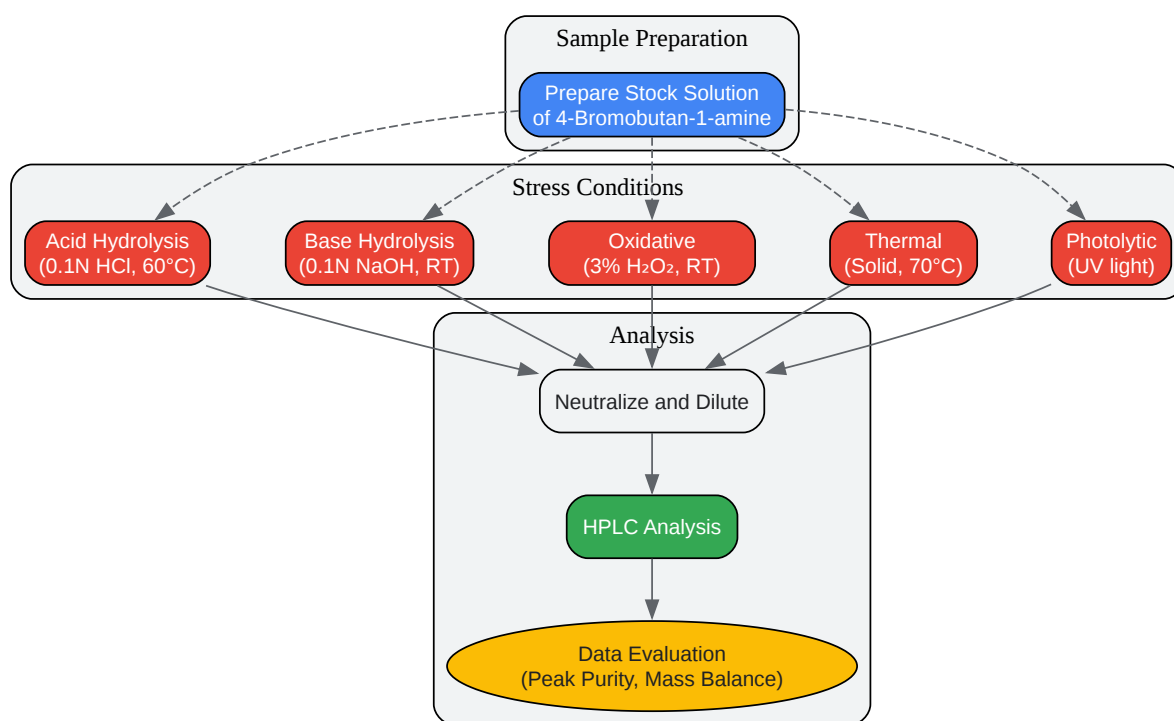 Sample Preparation
Prepare Stock Solution
of 4-Bromobutan-1-amine
Stress Conditions
Acid Hydrolysis
(0.1N HCl, 60°C)
Base Hydrolysis
(0.1N NaOH, RT)
Oxidative
(3% H₂O₂, RT)
Thermal
(Solid, 70°C)
Photolytic
(UV light)
Analysis
Neutralize and Dilute
HPLC Analysis
Data Evaluation
(Peak Purity, Mass Balance)